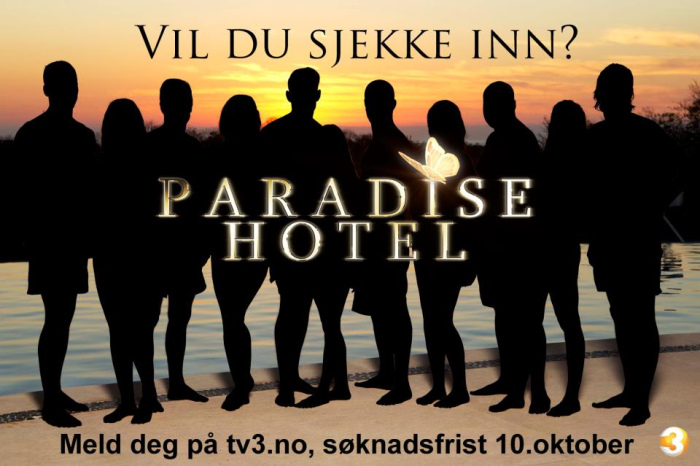 VIL DU SJEKKE INN?
PARADISE
HOTEL
Meld deg på tv3.no, søknadsfrist 10.oktober
3